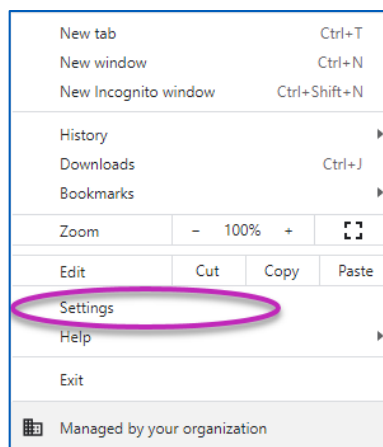 New tab Ctrl+T
New window Ctrl+N
New Incognito window Ctrl+Shift+N
History
Downloads Ctrl+J
Bookmarks
Zoom - 100% +
Edit Cut Copy Paste
Settings
Help
Exit
Managed by your organization